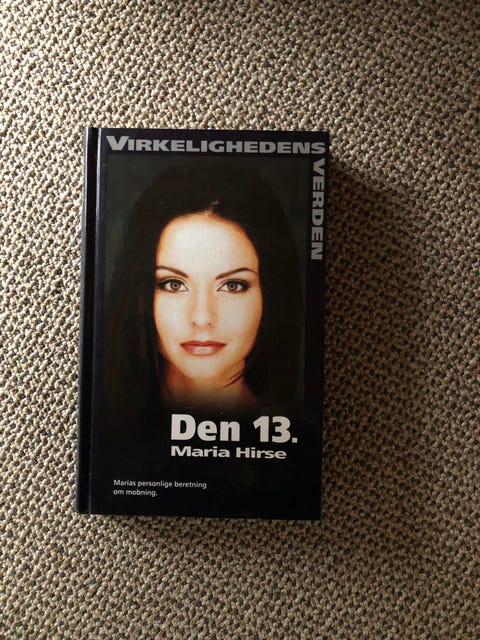 VIRKELIGHEDENS
VERDEN
Den 13.
Maria Hirse
Marias personlige beretning
om mobning.